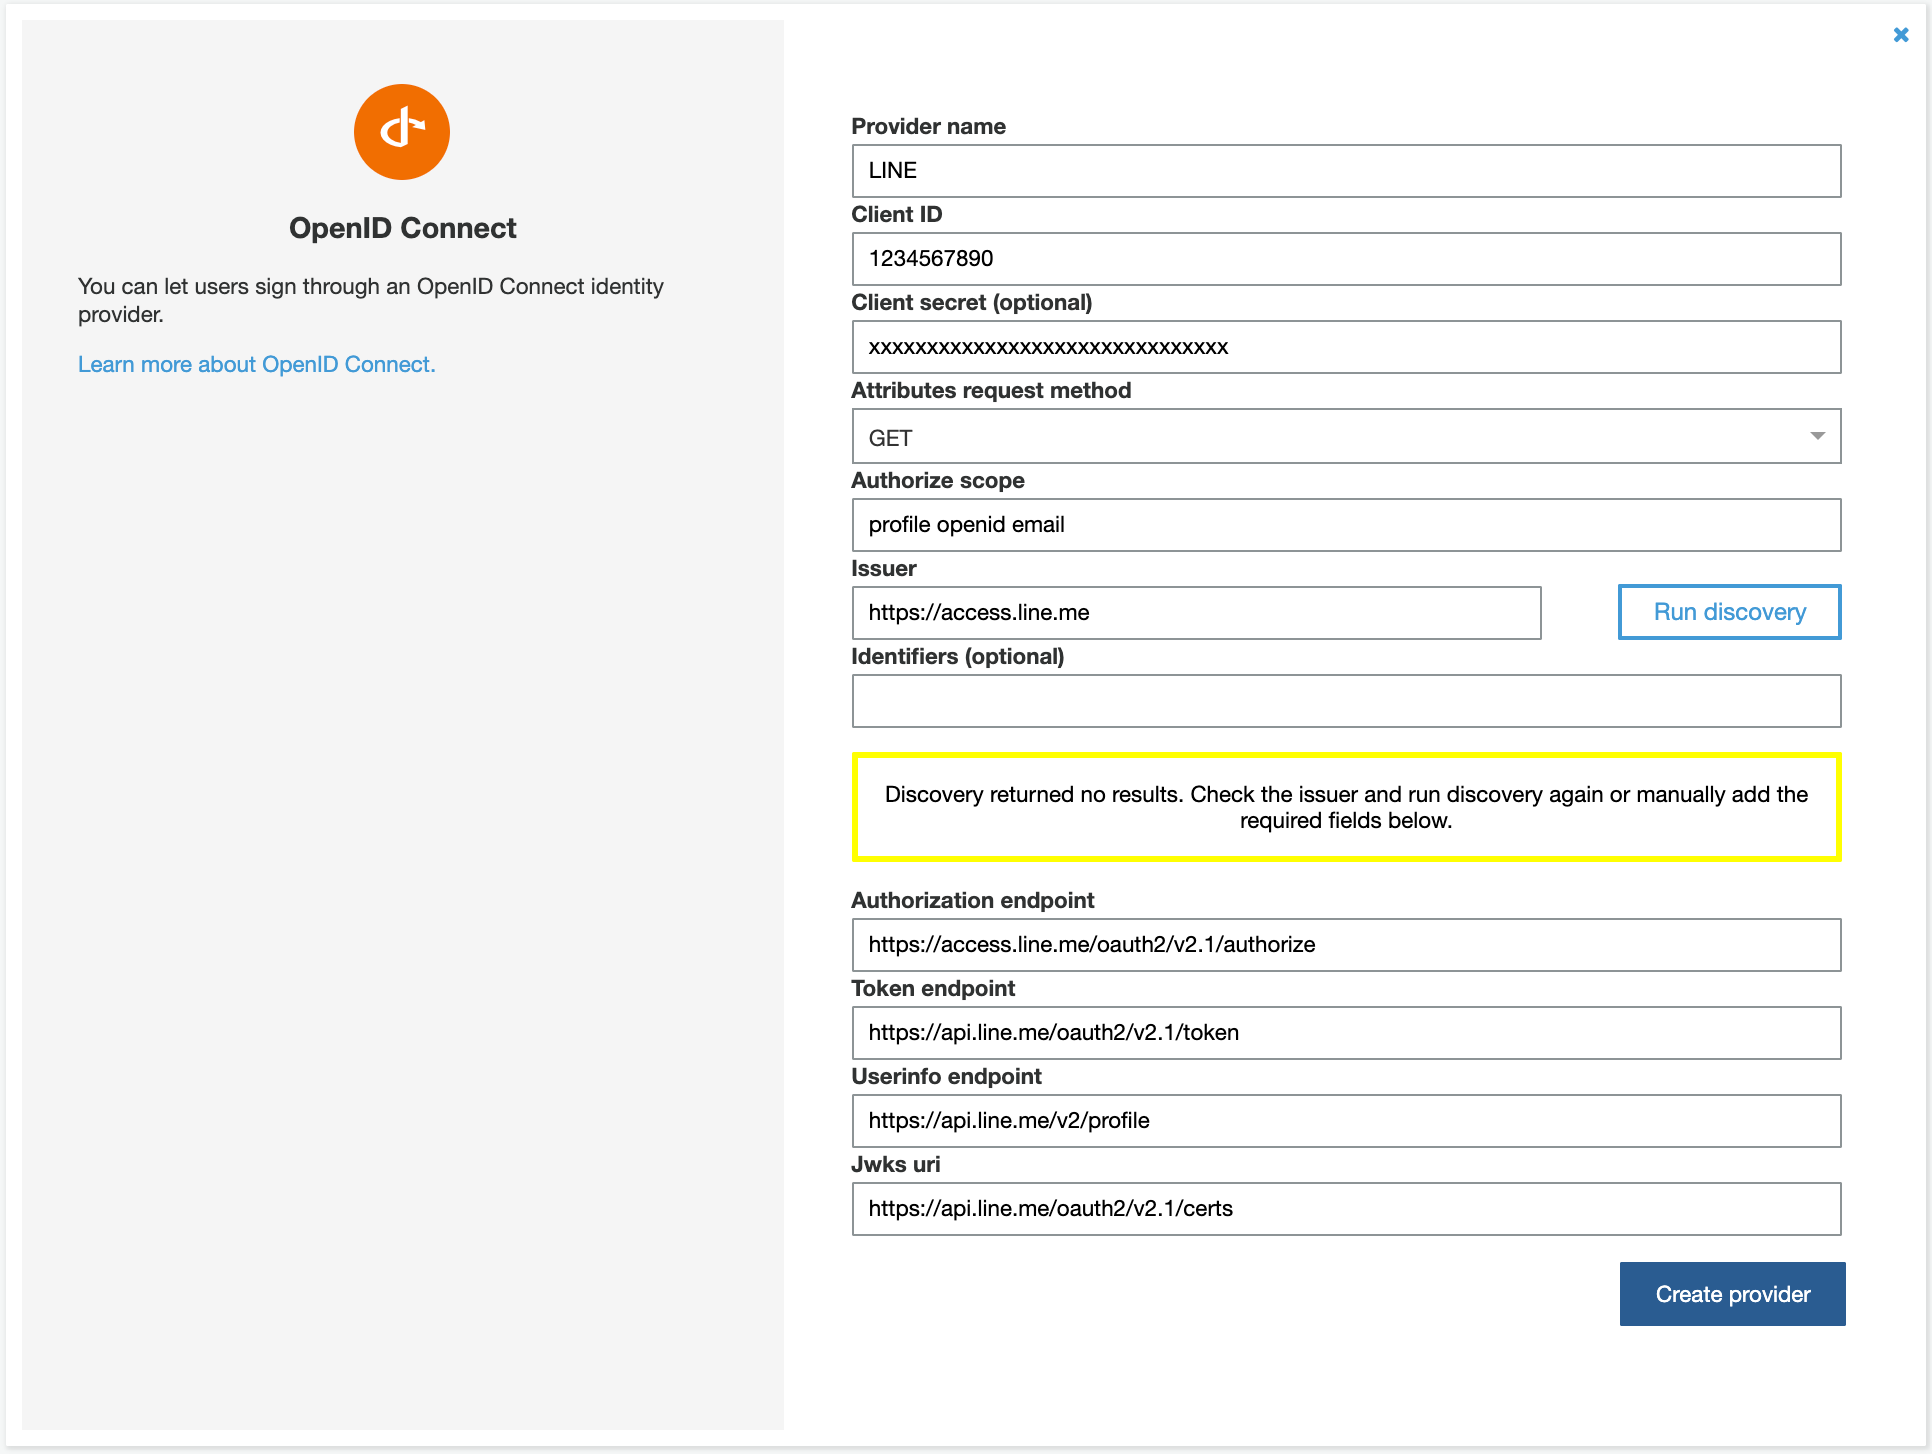 OpenID Connect
You can let users sign through an OpenID Connect identity
provider.
Learn more about OpenID Connect.
Provider name
LINE
Client ID
1234567890
Client secret (optional)
xxxxxxxxxxxxxxxxxxxxxxxxxxxxxxx
Attributes request method
GET
Authorize scope
profile openid email
Issuer
https://access.line.me
Run discovery
Identifiers (optional)
Discovery returned no results. Check the issuer and run discovery again or manually add the
required fields below.
Authorization endpoint
https://access.line.me/oauth2/v2.1/authorize
Token endpoint
https://api.line.me/oauth2/v2.1/token
Userinfo endpoint
https://api.line.me/v2/profile
Jwks uri
https://api.line.me/oauth2/v2.1/certs
Create provider